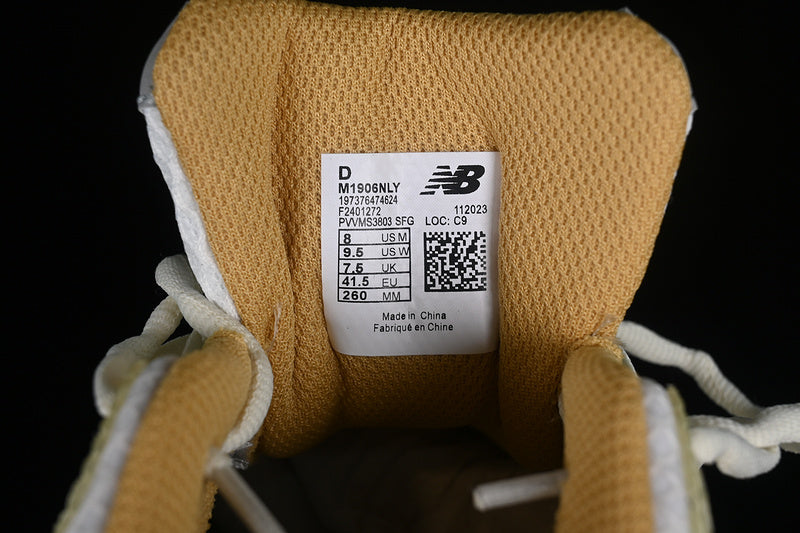 D
M1906NLY
NB
197376474624
F2401272 112023
PVVMS3803 SFG LOC: C9
8 US M
9.5 US W
7.5 UK
41.5 EU
260 MM
Made in China
Fabriqué en Chine